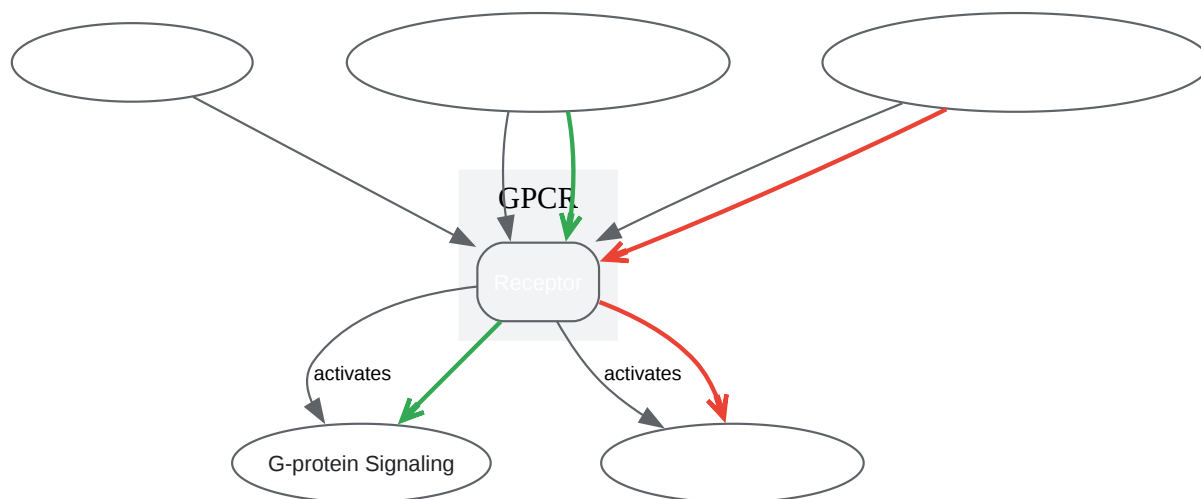 GPCR
Receptor
activates
activates
G-protein Signaling